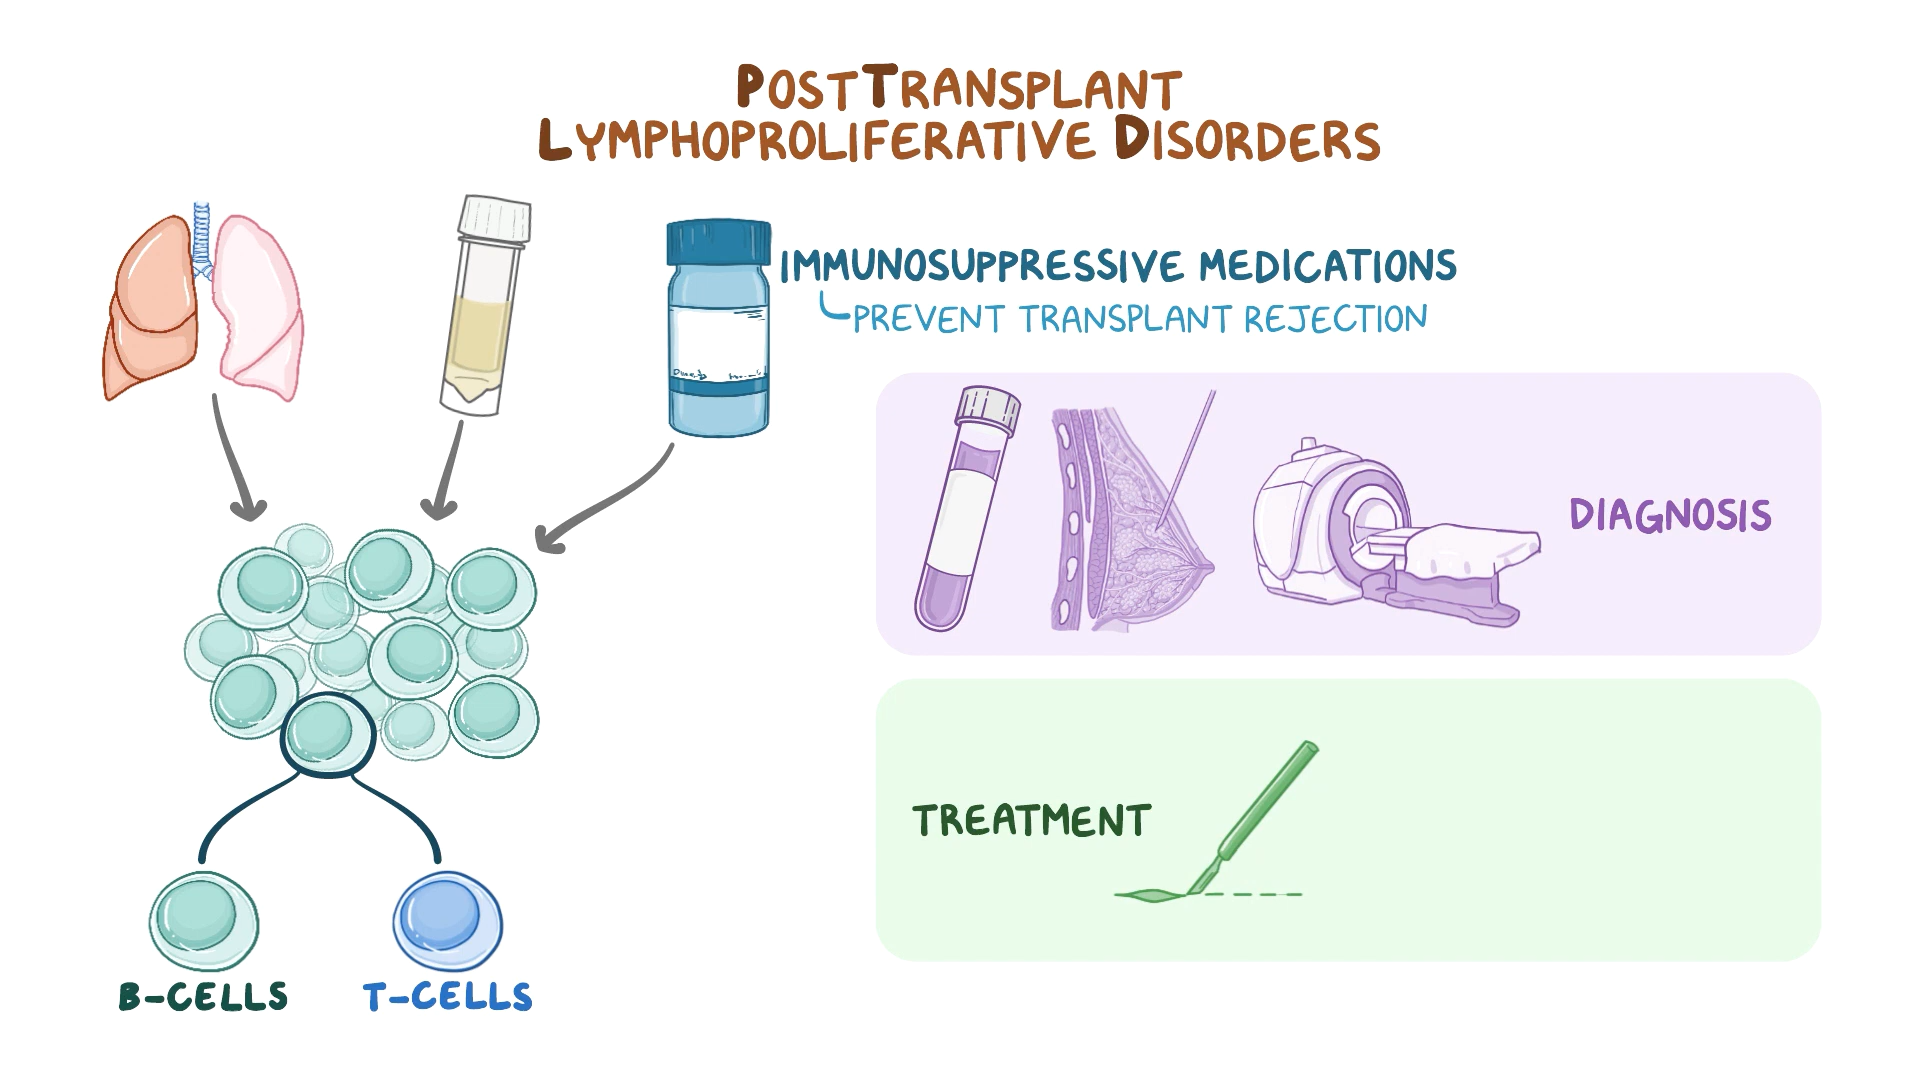 POSTTRANSPLANT
LYMPHOPROLIFERATIVE DISORDERS
IMMUNOSUPPRESSIVE MEDICATIONS
PREVENT TRANSPLANT REJECTION
DIAGNOSIS
TREATMENT
B-CELLS
T-CELLS